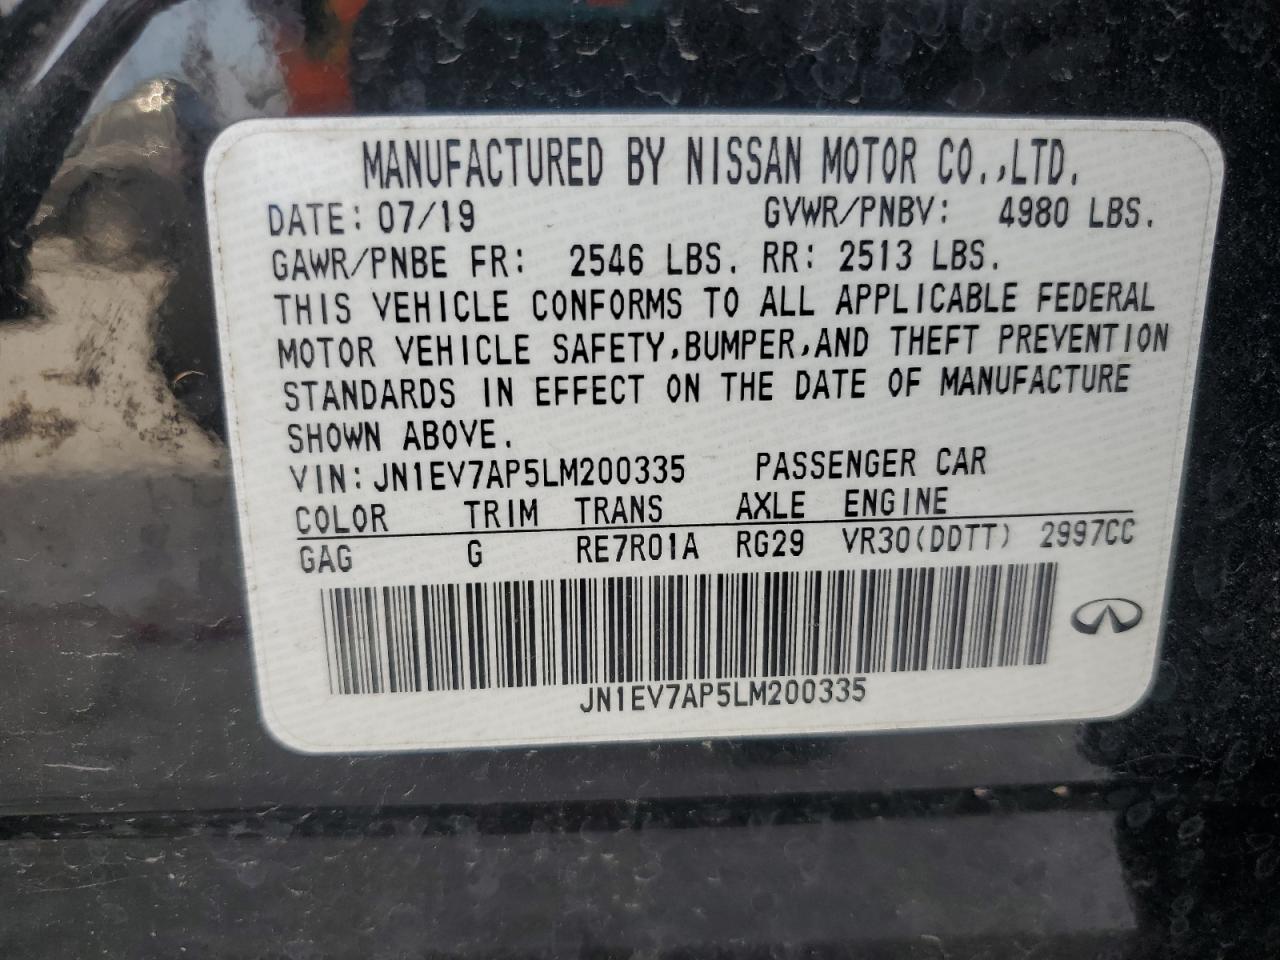 MANUFACTURED BY NISSAN MOTOR CO.,LTD.
DATE: 07/19 GVWR/PNBV: 4980 LBS.
GAWR/PNBE FR: 2546 LBS. RR: 2513 LBS.
THIS VEHICLE CONFORMS TO ALL APPLICABLE FEDERAL
MOTOR VEHICLE SAFETY,BUMPER,AND THEFT PREVENTION
STANDARDS IN EFFECT ON THE DATE OF MANUFACTURE
SHOWN ABOVE.
VIN: JN1EV7AP5LM200335 PASSENGER CAR
COLOR TRIM TRANS AXLE ENGINE
GAG G RE7R01A RG29 VR30(DDTT) 2997CC
JN1EV7AP5LM200335